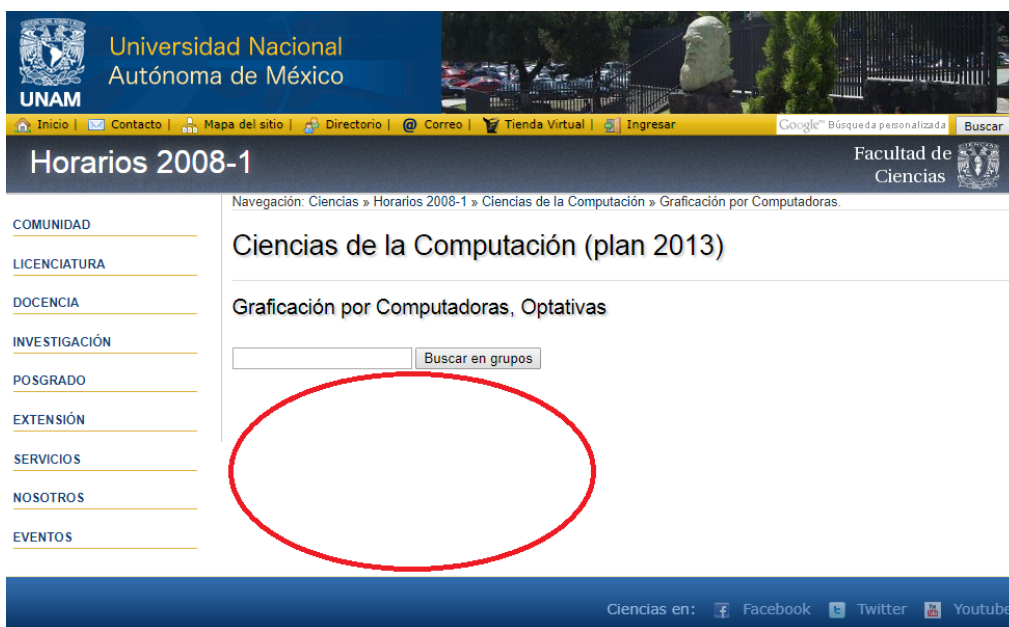 Universidad Nacional
Autónoma de México
UNAM
Inicio | Contacto | Mapa del sitio | Directorio | @ Correo | Tienda Virtual | Ingresar Google™ Búsqueda personalizada Buscar
Horarios 2008-1
Facultad de
Ciencias
Navegación: Ciencias » Horarios 2008-1 » Ciencias de la Computación » Graficación por Computadoras.
COMUNIDAD
LICENCIATURA
DOCENCIA
INVESTIGACIÓN
POSGRADO
EXTENSIÓN
SERVICIOS
NOSOTROS
EVENTOS
Ciencias de la Computación (plan 2013)
Graficación por Computadoras, Optativas
Buscar en grupos
Ciencias en: Facebook Twitter Youtube